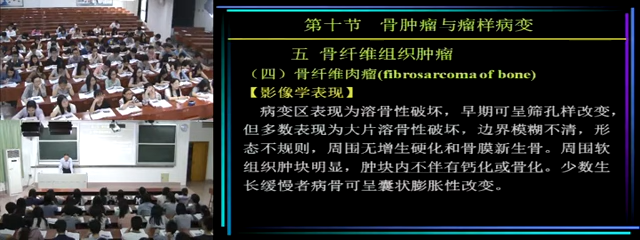 第十节 骨肿瘤与瘤样病变
五 骨纤维组织肿瘤
（四）骨纤维肉瘤(fibrosarcoma of bone)
【影像学表现】
病变区表现为溶骨性破坏，早期可呈筛孔样改变，
但多数表现为大片溶骨性破坏，边界模糊不清，形
态不规则，周围无增生硬化和骨膜新生骨。周围软
组织肿块明显，肿块内不伴有钙化或骨化。少数生
长缓慢者病骨可呈囊状膨胀性改变。